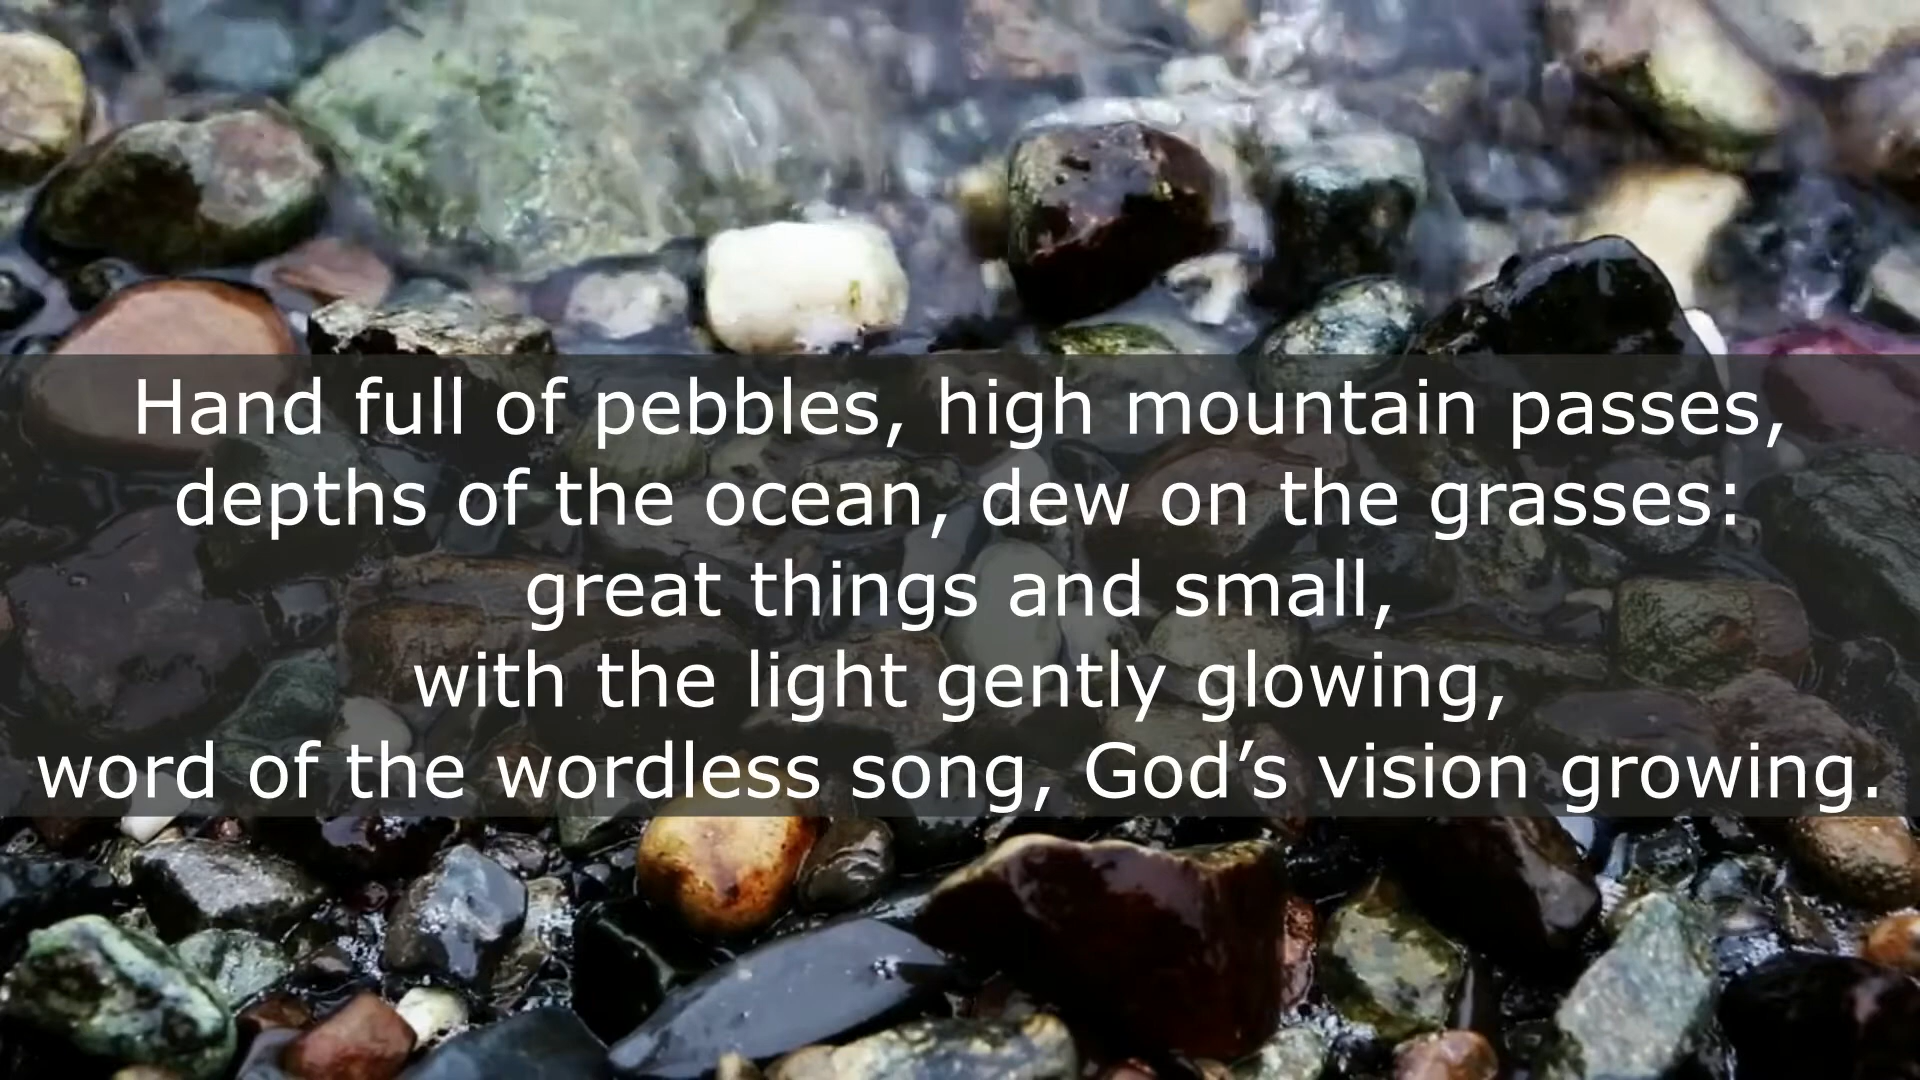 Hand full of pebbles, high mountain passes,
depths of the ocean, dew on the grasses:
great things and small,
with the light gently glowing,
word of the wordless song, God’s vision growing.